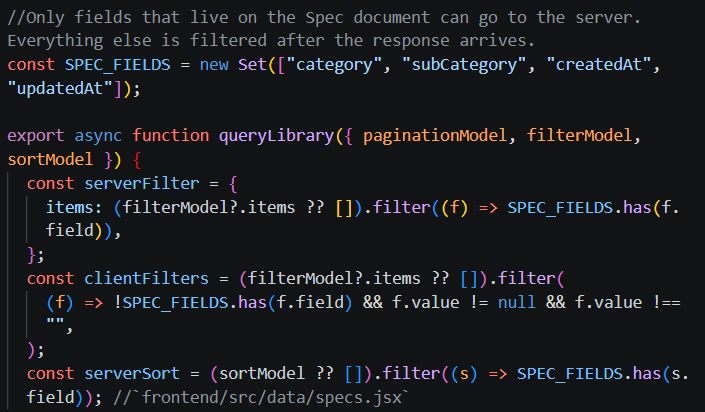 //Only fields that live on the Spec document can go to the server.
Everything else is filtered after the response arrives.
const SPEC_FIELDS = new Set(["category", "subCategory", "createdAt",
"updatedAt"]);
export async function queryLibrary({ paginationModel, filterModel,
sortModel }) {
const serverFilter = {
items: (filterModel?.items ?? []).filter((f) => SPEC_FIELDS.has(f.
field)),
};
const clientFilters = (filterModel?.items ?? []).filter(
(f) => !SPEC_FIELDS.has(f.field) && f.value != null && f.value !==
"",
);
const serverSort = (sortModel ?? []).filter((s) => SPEC_FIELDS.has(s.
field)); //`frontend/src/data/specs.jsx`